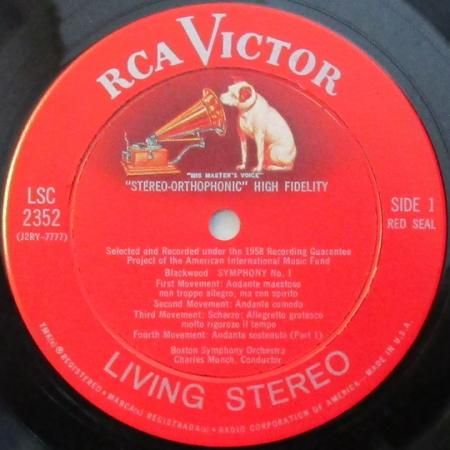 RCA VICTOR
"HIS MASTER'S VOICE"
"STEREO-ORTHOPHONIC" HIGH FIDELITY
LSC
2352
(J2RY-7777)
SIDE 1
RED SEAL
Selected and Recorded under the 1958 Recording Guarantee
Project of the American International Music Fund
Blackwood SYMPHONY No. 1
First Movement: Andante maestoso
non troppo allegro, ma con spirito
Second Movement: Andante comodo
Third Movement: Scherzo: Allegretto grotesco
molto rigoroso il tempo
Fourth Movement: Andante sostenuto (Part 1)
Boston Symphony Orchestra
Charles Munch, Conductor
LIVING STEREO
TMK(s) ® REGISTERED • MARCA(s) REGISTRADA(s) • RADIO CORPORATION OF AMERICA—MADE IN U.S.A.